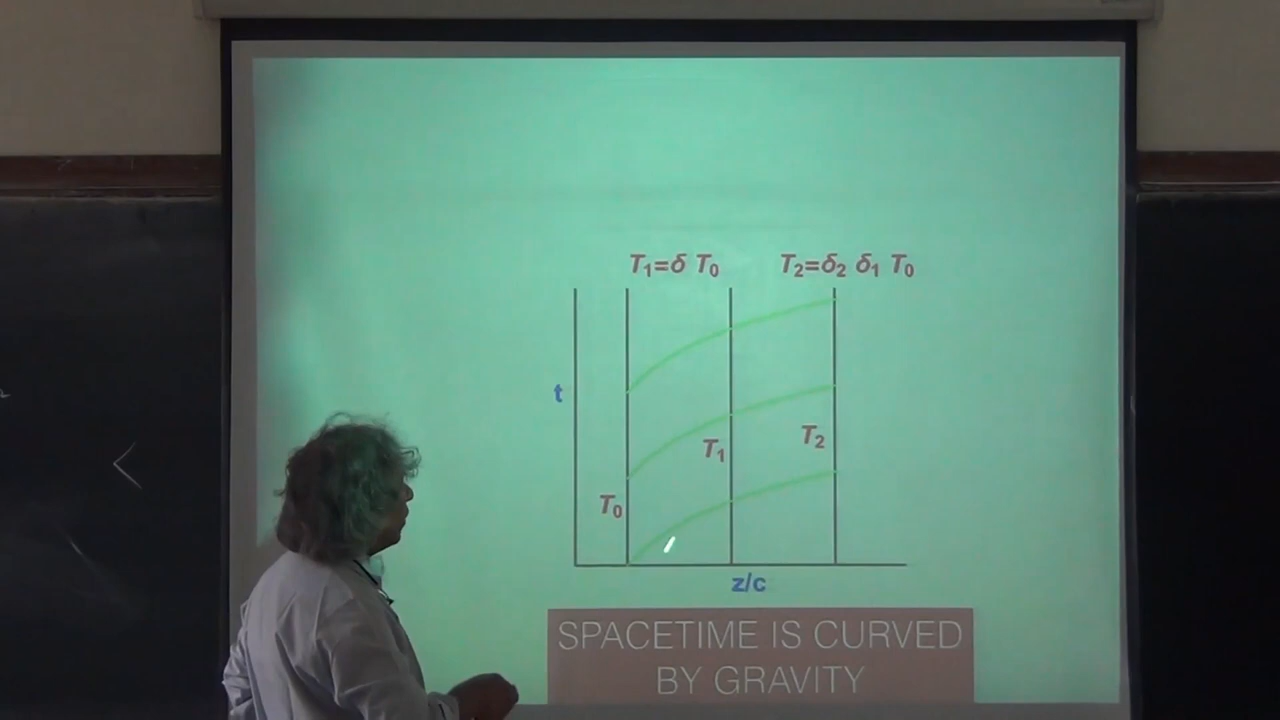 T₁=δ T₀
T₂=δ₂ δ₁ T₀
t
T₁
T₂
T₀
z/c
SPACETIME IS CURVED
BY GRAVITY